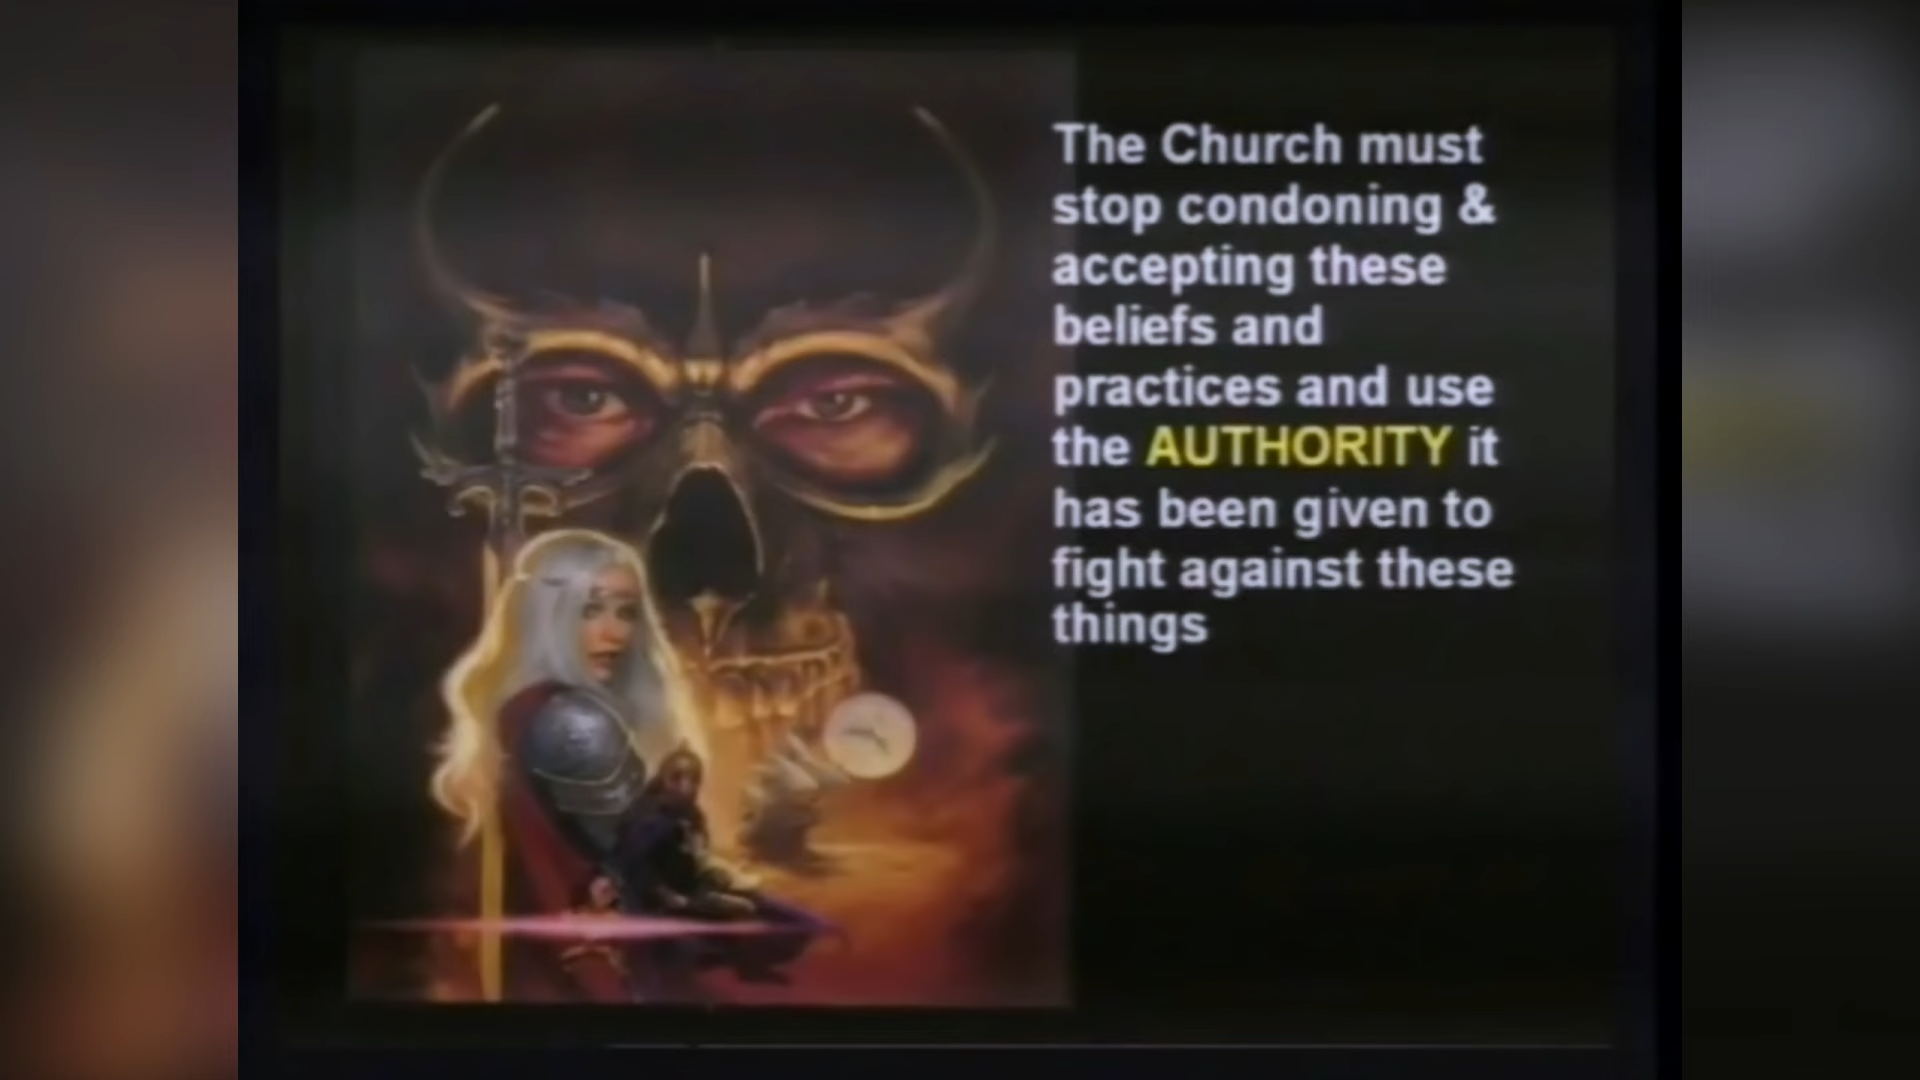 The Church must
stop condoning &
accepting these
beliefs and
practices and use
the AUTHORITY it
has been given to
fight against these
things